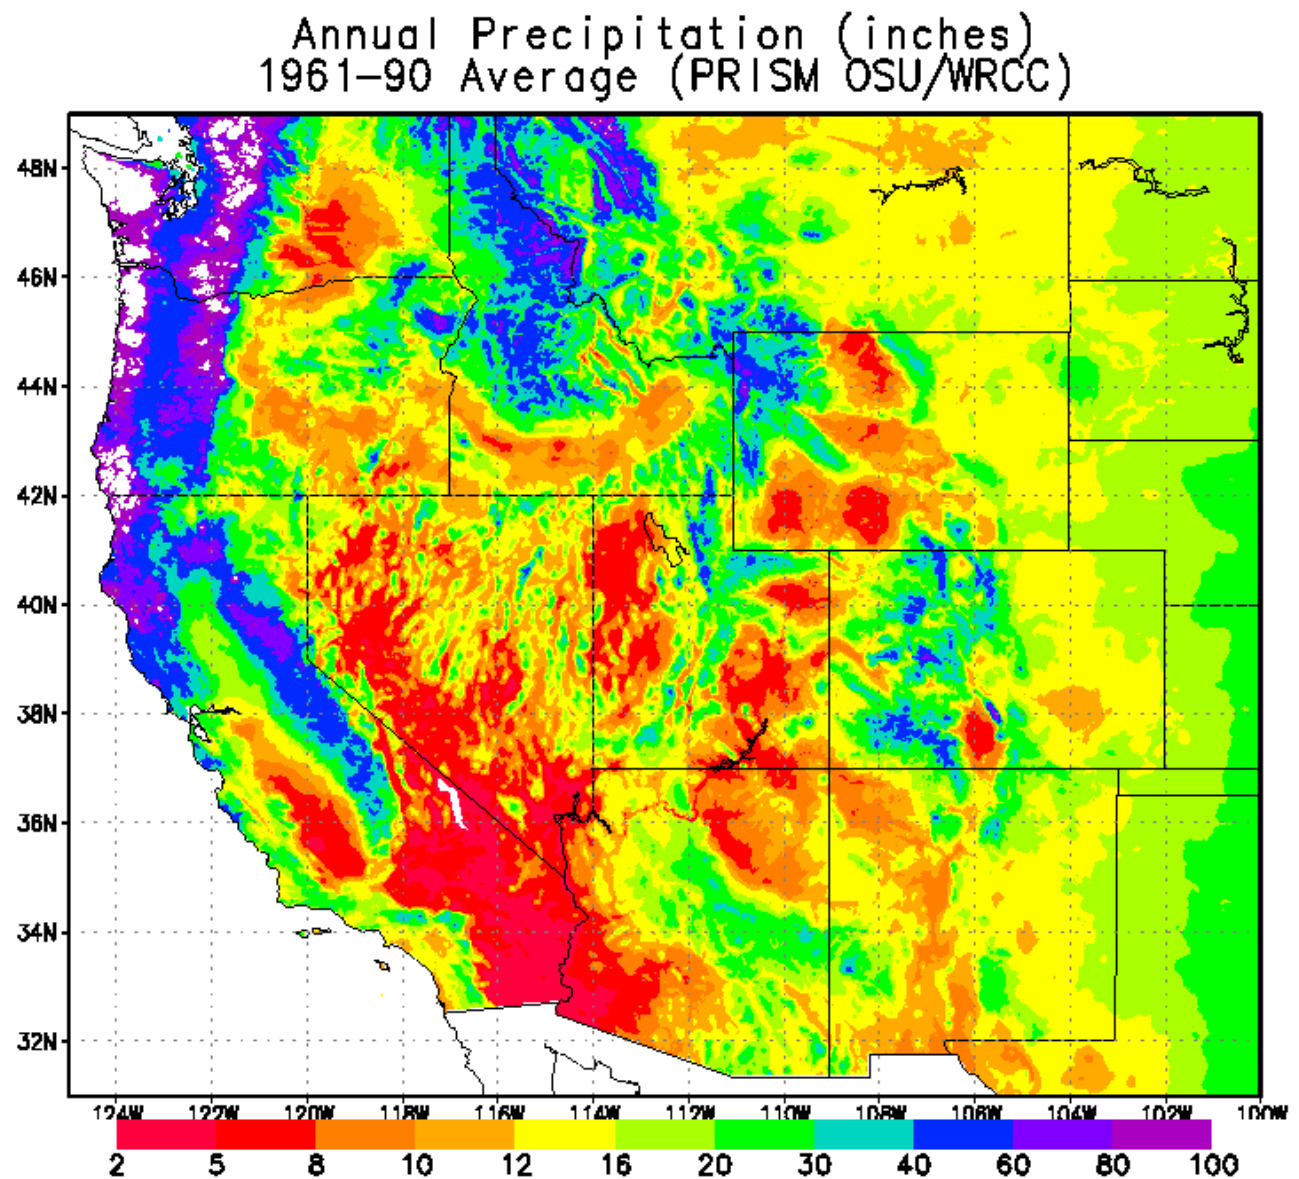 Annual Precipitation (inches)
1961-90 Average (PRISM OSU/WRCC)
48N
46N
44N
42N
40N
38N
36N
34N
32N
124W 122W 120W 118W 116W 114W 112W 110W 108W 106W 104W 102W 100W
2 5 8 10 12 16 20 30 40 60 80 100